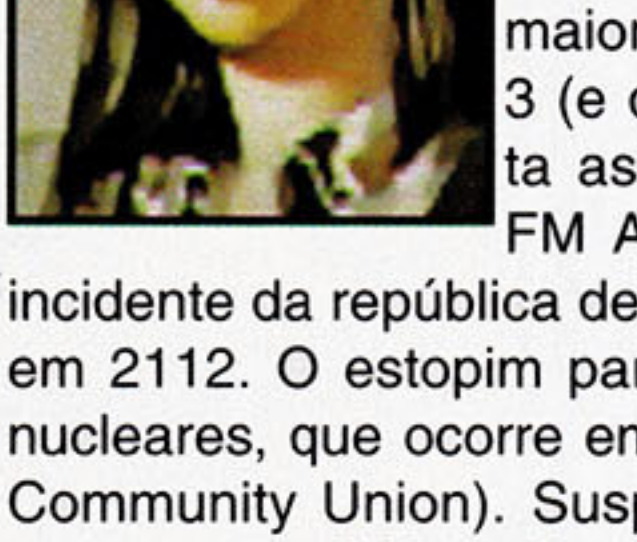 maior
3 (e
ta as
FM A
incidente da república de
em 2112. O estopim par
nucleares, que ocorre en
Community Union). Susp